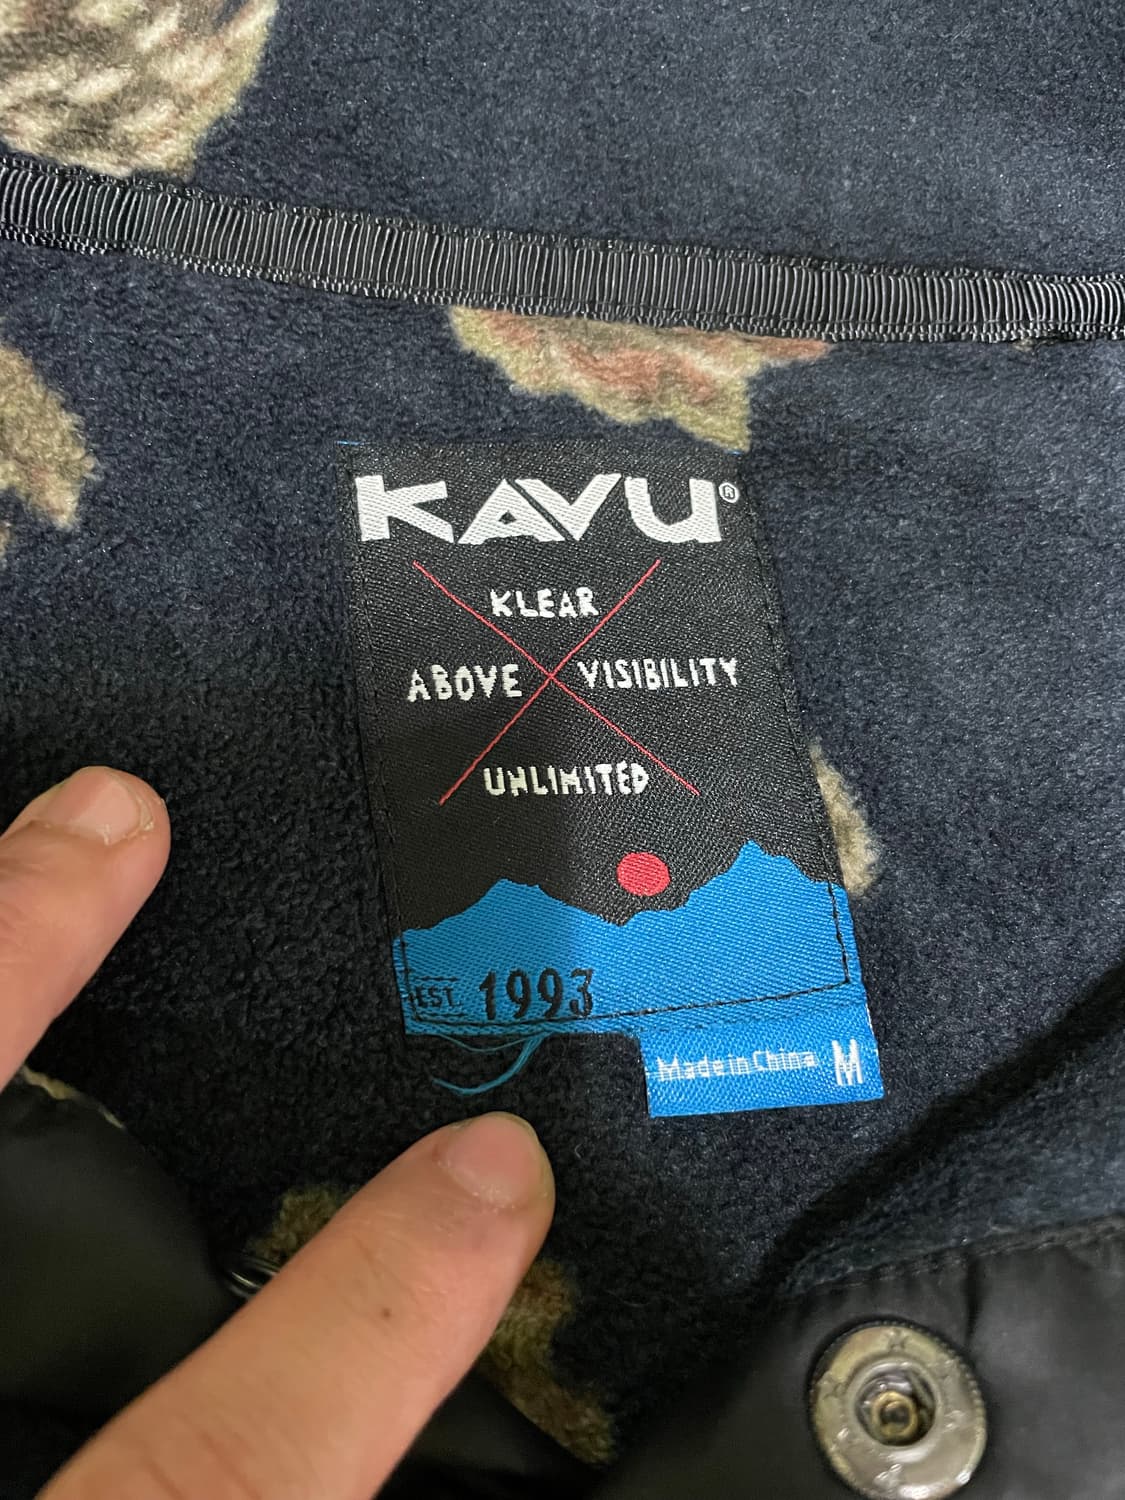 KAVU®
KLEAR
ABOVE VISIBILITY
UNLIMITED
EST. 1993
Made in China M